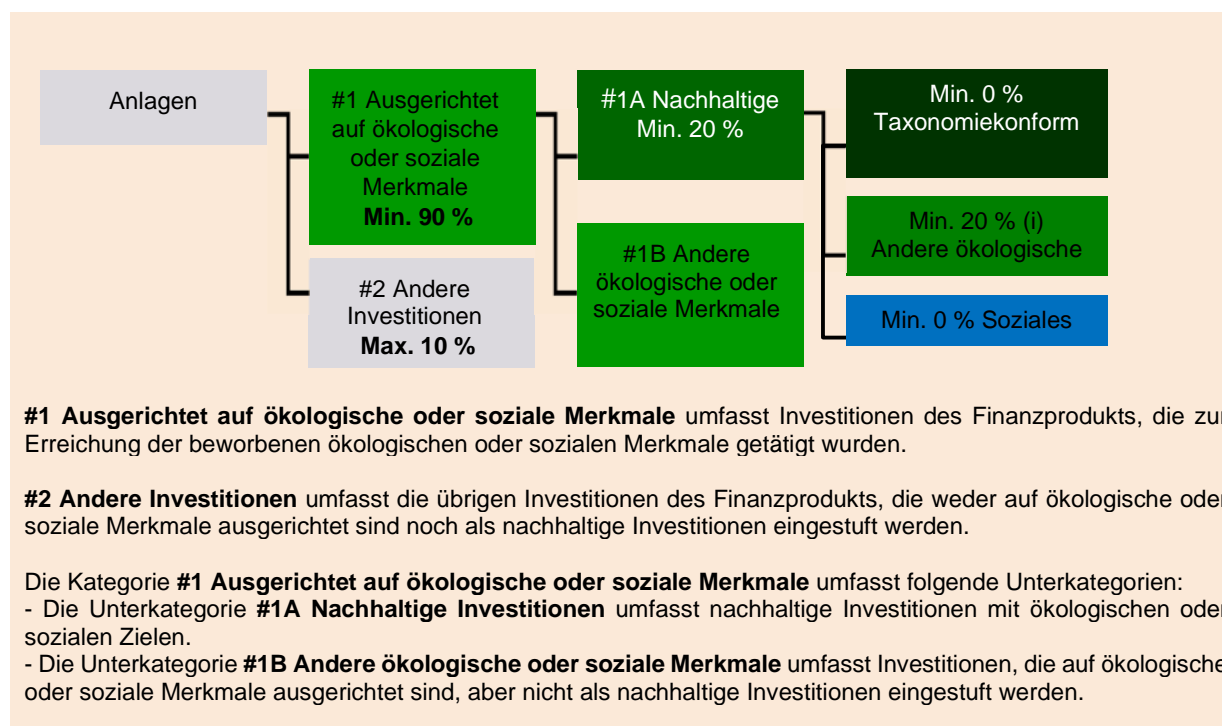 Anlagen
#1 Ausgerichtet
auf ökologische
oder soziale
Merkmale
Min. 90 %
#2 Andere
Investitionen
Max. 10 %
#1A Nachhaltige
Min. 20 %
#1B Andere
ökologische oder
soziale Merkmale
Min. 0 %
Taxonomiekonform
Min. 20 % (i)
Andere ökologische
Min. 0 % Soziales
#1 Ausgerichtet auf ökologische oder soziale Merkmale umfasst Investitionen des Finanzprodukts, die zur
Erreichung der beworbenen ökologischen oder sozialen Merkmale getätigt wurden.
#2 Andere Investitionen umfasst die übrigen Investitionen des Finanzprodukts, die weder auf ökologische oder
soziale Merkmale ausgerichtet sind noch als nachhaltige Investitionen eingestuft werden.
Die Kategorie #1 Ausgerichtet auf ökologische oder soziale Merkmale umfasst folgende Unterkategorien:
- Die Unterkategorie #1A Nachhaltige Investitionen umfasst nachhaltige Investitionen mit ökologischen oder
sozialen Zielen.
- Die Unterkategorie #1B Andere ökologische oder soziale Merkmale umfasst Investitionen, die auf ökologische
oder soziale Merkmale ausgerichtet sind, aber nicht als nachhaltige Investitionen eingestuft werden.